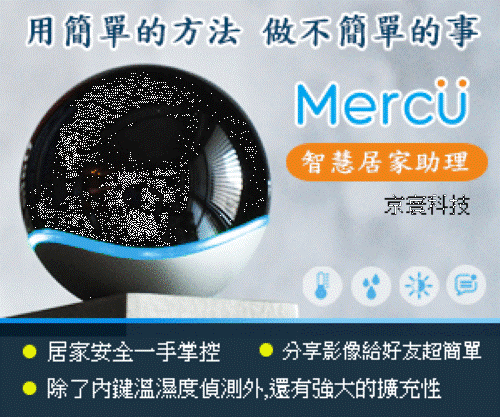 用簡單的方法 做不簡單的事
Mercü
智慧居家助理
京寰科技
居家安全一手掌控
分享影像給好友超簡單
除了內鍵溫濕度偵測外,還有強大的擴充性